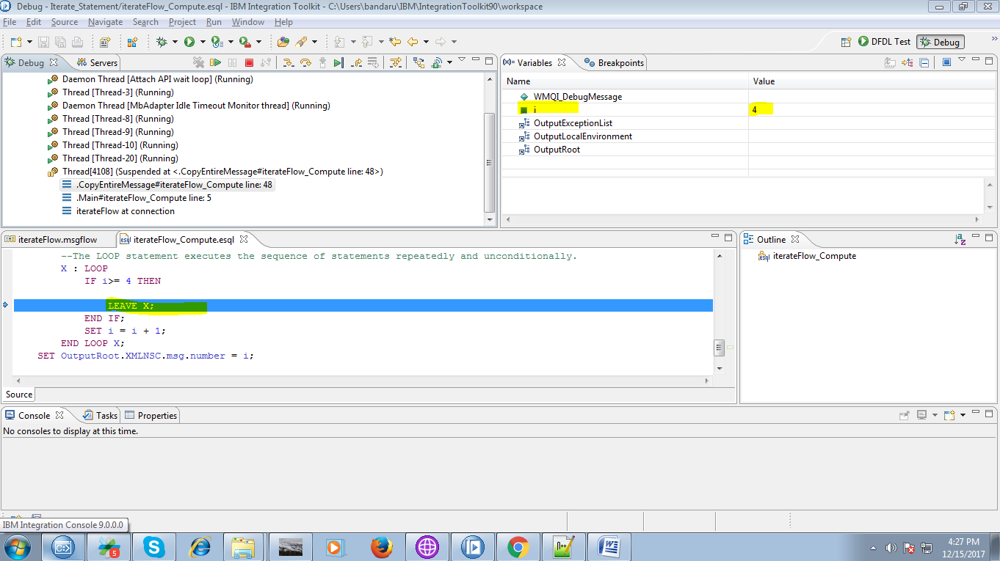 Debug - Iterate_Statement/iterateFlow_Compute.esql - IBM Integration Toolkit - C:\Users\bandaru\IBM\IntegrationToolkit90\workspace
File Edit Source Navigate Search Project Run Window Help
DFDL Test Debug
Debug Servers
Daemon Thread [Attach API wait loop] (Running)
Thread [Thread-3] (Running)
Daemon Thread [MbAdapter Idle Timeout Monitor thread] (Running)
Thread [Thread-8] (Running)
Thread [Thread-9] (Running)
Thread [Thread-10] (Running)
Thread [Thread-20] (Running)
Thread[4108] (Suspended at <.CopyEntireMessage#iterateFlow_Compute line: 48>)
.CopyEntireMessage#iterateFlow_Compute line: 48
.Main#iterateFlow_Compute line: 5
iterateFlow at connection
(x)= Variables Breakpoints
Name Value
WMQI_DebugMessage
i 4
OutputExceptionList
OutputLocalEnvironment
OutputRoot
iterateFlow.msgflow iterateFlow_Compute.esql
--The LOOP statement executes the sequence of statements repeatedly and unconditionally.
X : LOOP
IF i>= 4 THEN
LEAVE X;
END IF;
SET i = i + 1;
END LOOP X;
SET OutputRoot.XMLNSC.msg.number = i;
Source
Outline
iterateFlow_Compute
Console Tasks Properties
No consoles to display at this time.
IBM Integration Console 9.0.0.0
5
4:27 PM
12/15/2017